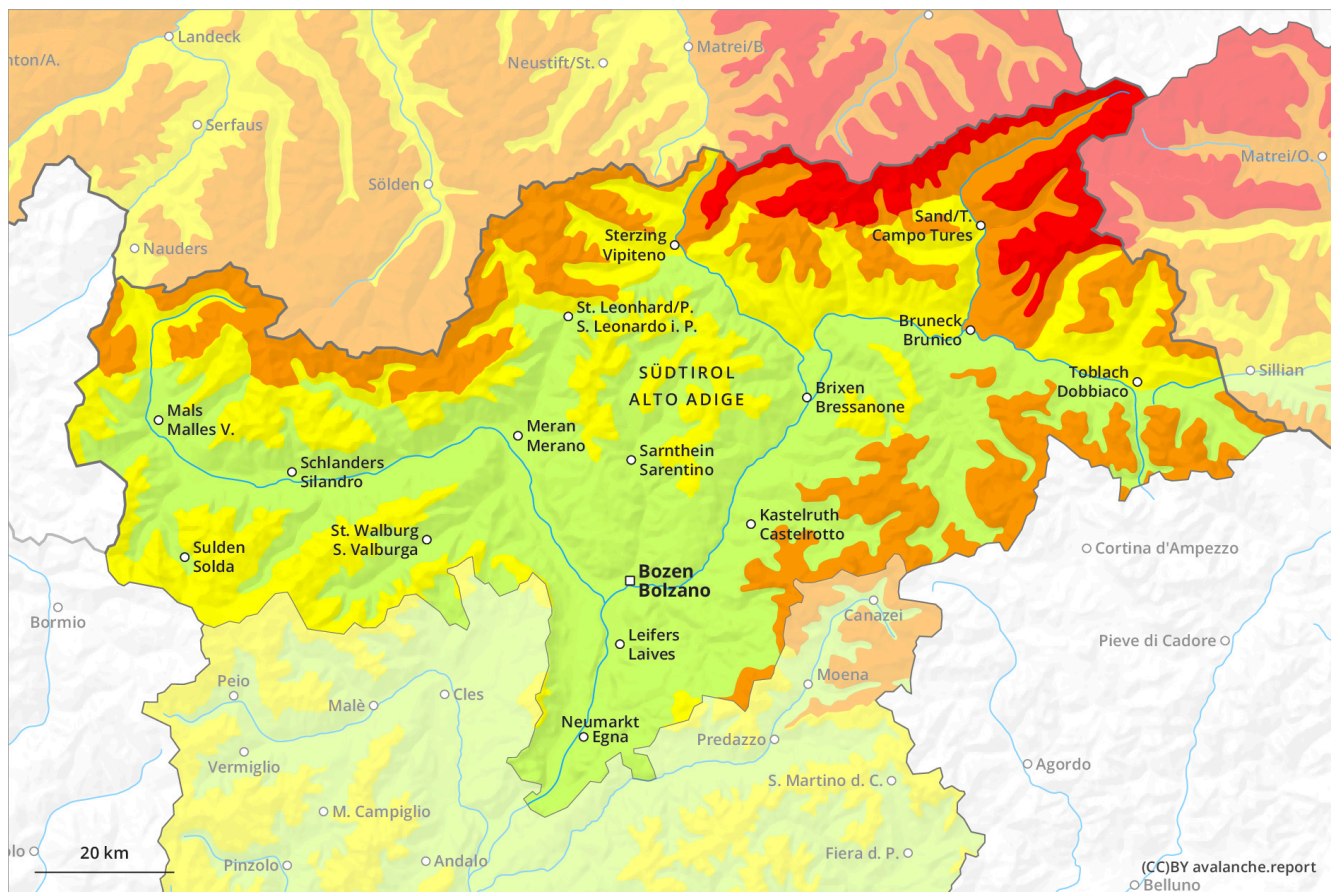 Landeck
nton/A.
Matrei/B
Neustift/St.
Serfaus
Matrei/O.
Sölden
Sand/T.
Campo Tures
Sterzing
Vipiteno
Nauders
St. Leonhard/P.
S. Leonardo i. P.
Bruneck
Brunico
SÜDTIROL
ALTO ADIGE
Toblach
Dobbiaco
Sillian
Brixen
Bressanone
Mals
Malles V.
Meran
Merano
Sarnthein
Sarentino
Schlanders
Silandro
Kastelruth
Castelrotto
St. Walburg
S. Valburga
Sulden
Solda
Cortina d'Ampezzo
Bozen
Bolzano
Bormio
Canazei
Leifers
Laives
Pieve di Cadore
Moena
Peio
Cles
Malè
Neumarkt
Egna
Predazzo
Vermiglio
Agordo
S. Martino d. C.
M. Campiglio
olo
20 km
Pinzolo
Andalo
Fiera d. P.
(CC)BY avalanche.report
Belluno